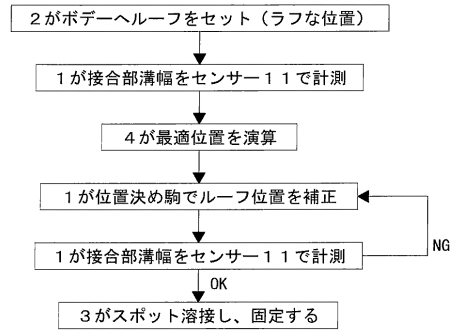 ２がボデーへルーフをセット（ラフな位置）
１が接合部溝幅をセンサー１１で計測
４が最適位置を演算
１が位置決め駒でルーフ位置を補正
１が接合部溝幅をセンサー１１で計測
NG
OK
３がスポット溶接し、固定する